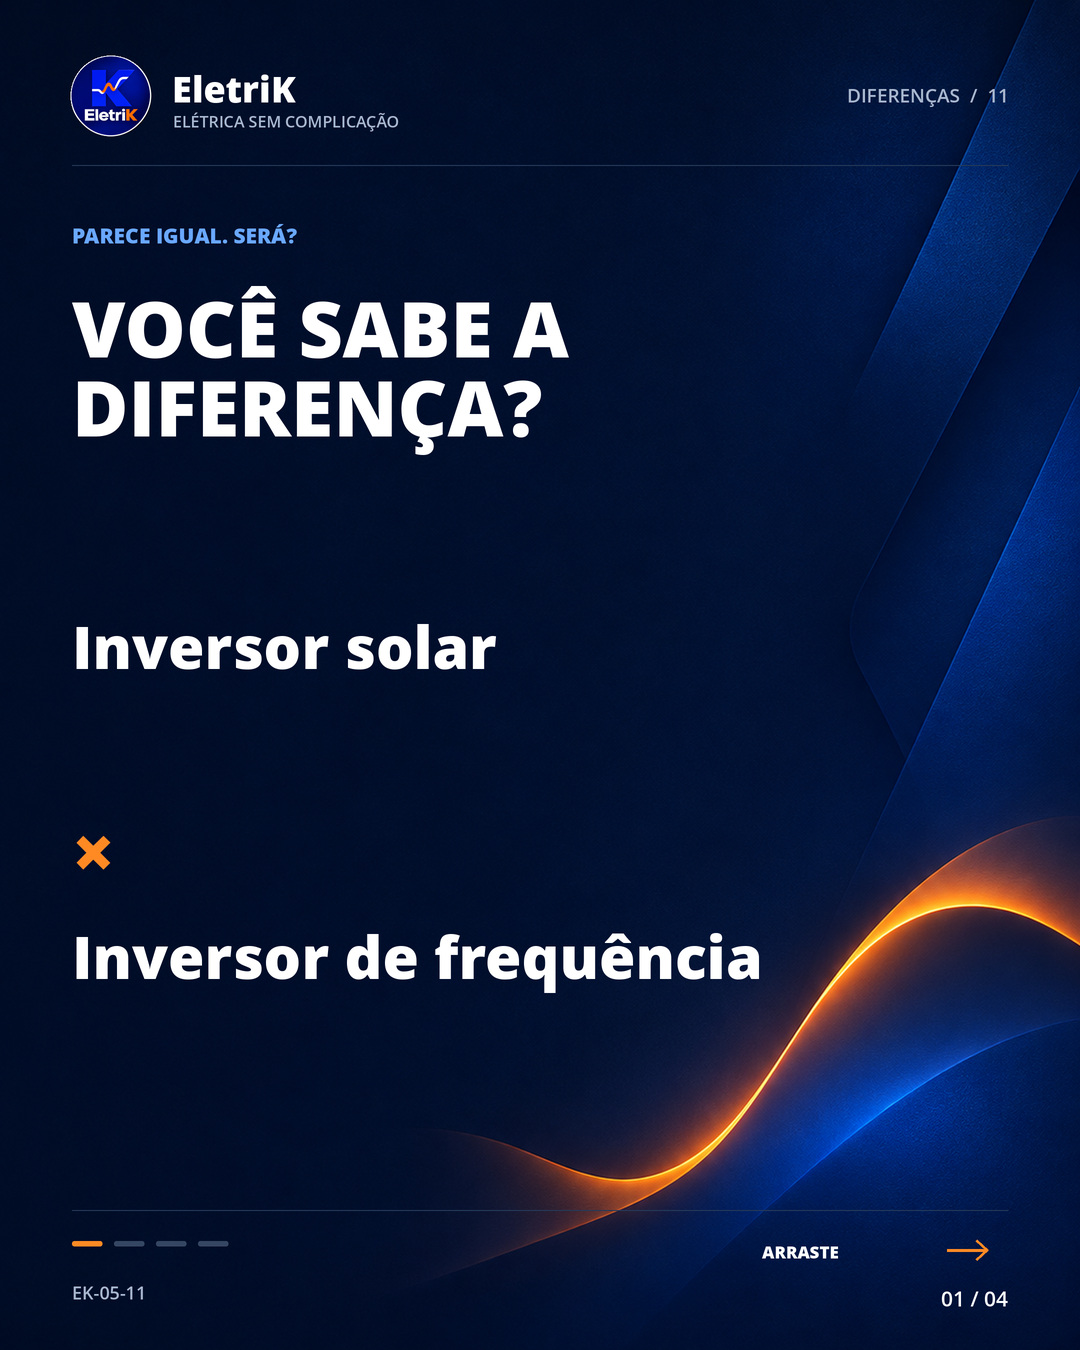 EletriK
EletriK
ELÉTRICA SEM COMPLICAÇÃO
DIFERENÇAS / 11
PARECE IGUAL. SERÁ?
VOCÊ SABE A
DIFERENÇA?
Inversor solar
×
Inversor de frequência
ARRASTE
EK-05-11
01 / 04